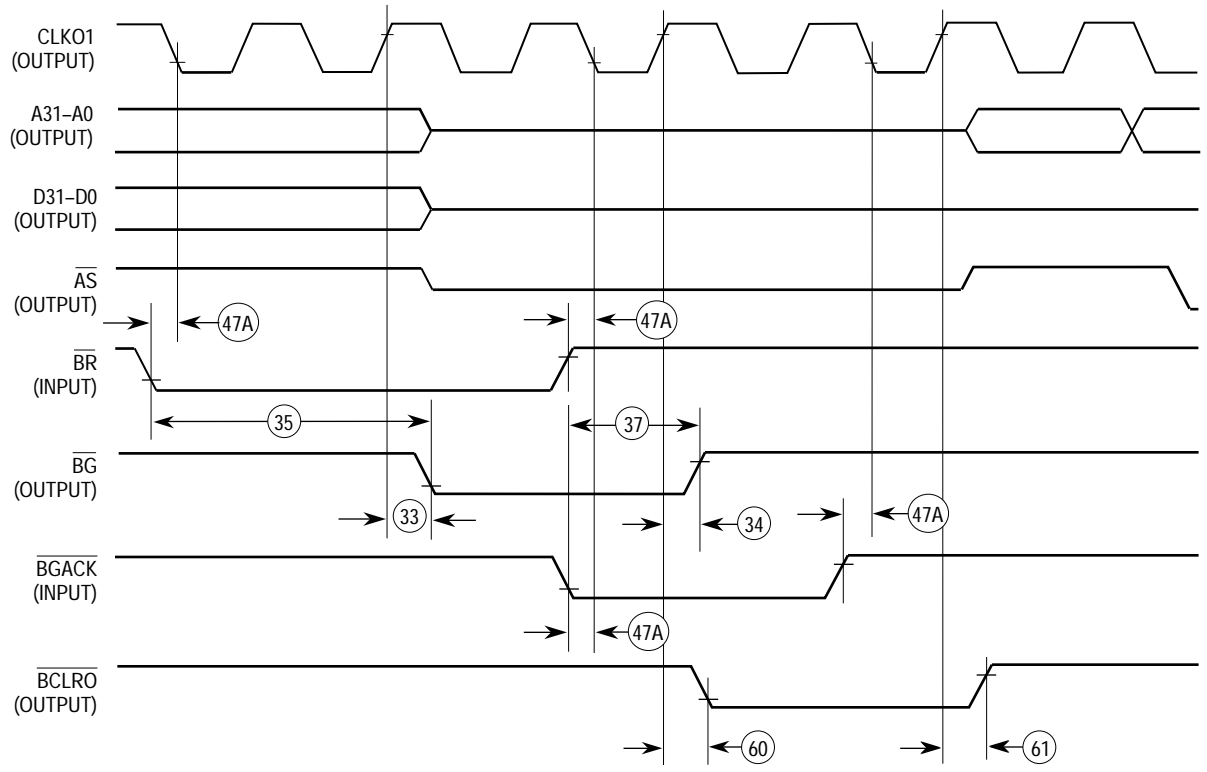 CLKO1
(OUTPUT)
A31–A0
(OUTPUT)
D31–D0
(OUTPUT)
AS
(OUTPUT)
47A
47A
BR
(INPUT)
35
37
BG
(OUTPUT)
33
34
47A
BGACK
(INPUT)
47A
BCLRO
(OUTPUT)
60
61